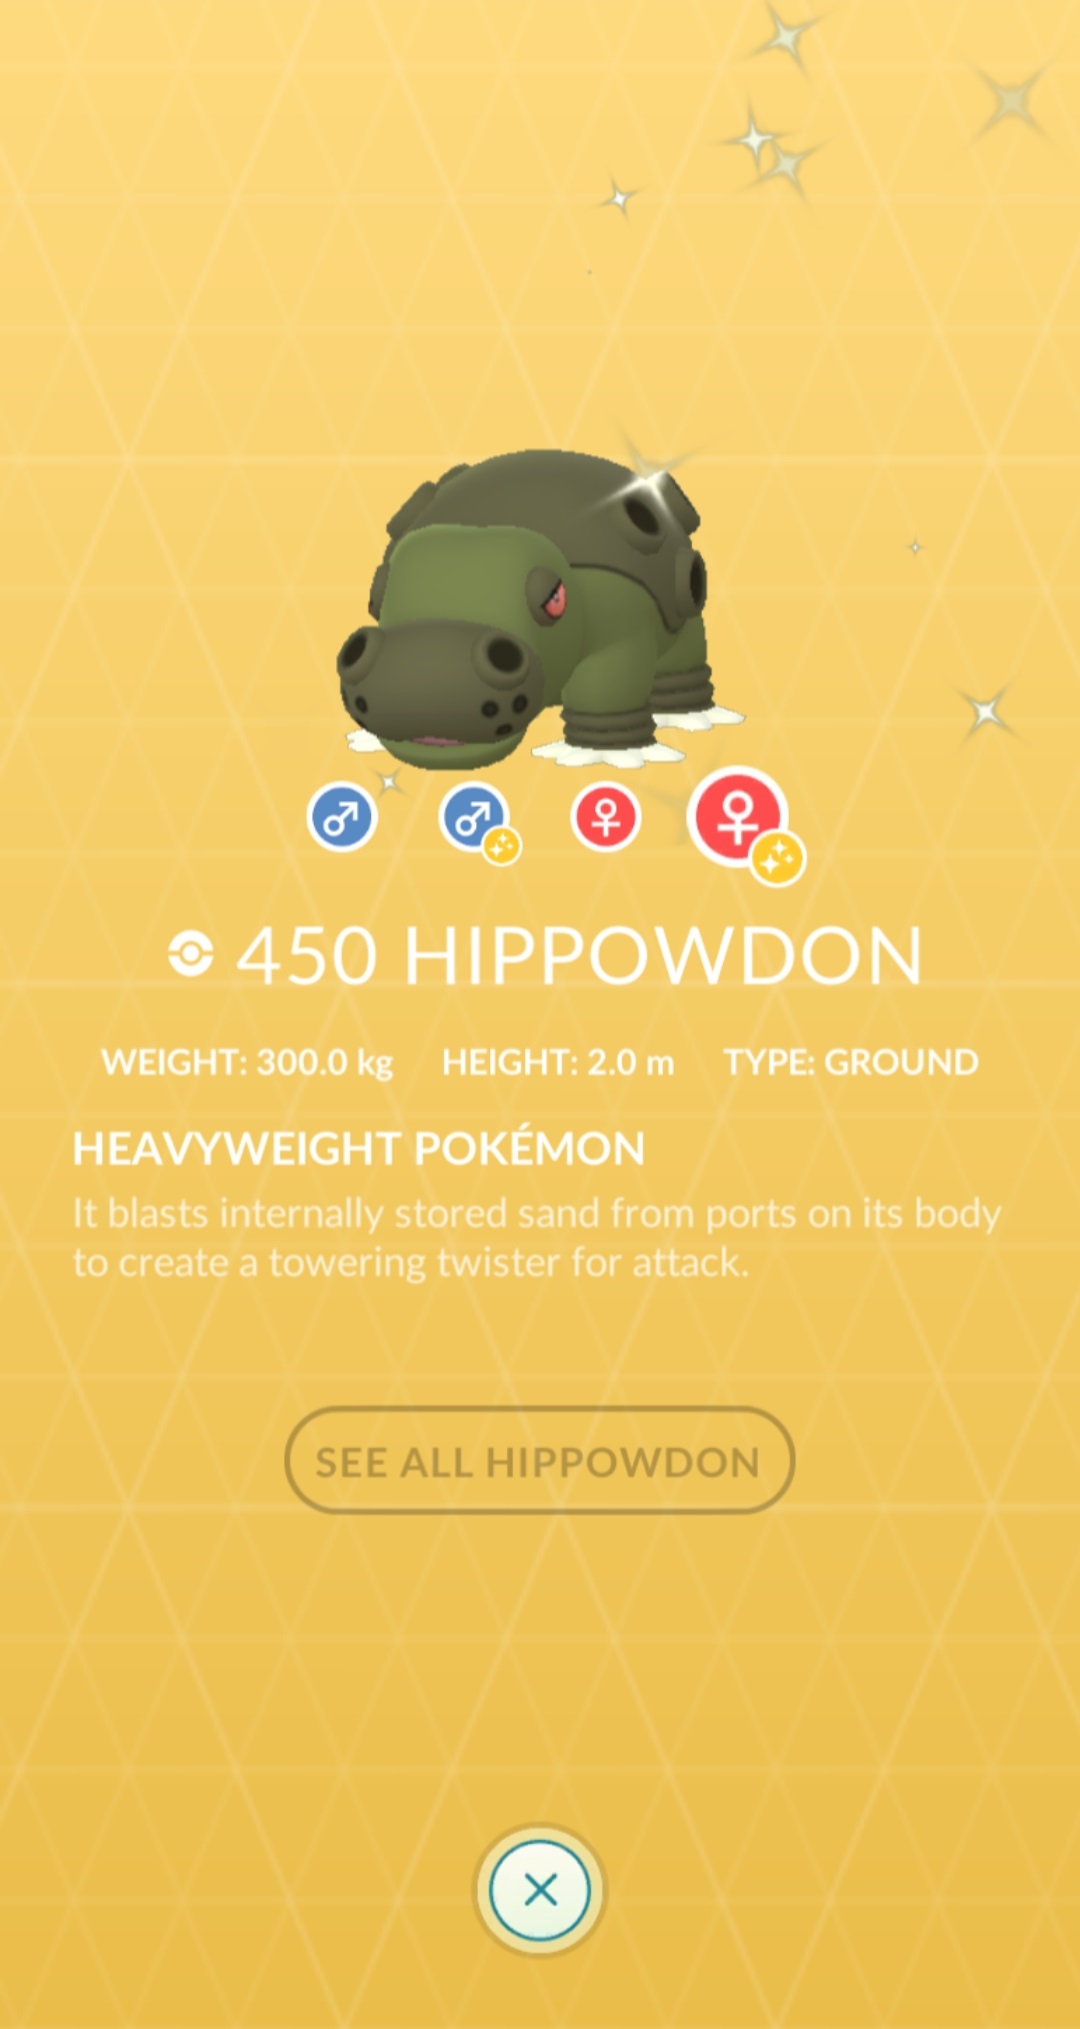 450 HIPPOWDON
WEIGHT: 300.0 kg HEIGHT: 2.0 m TYPE: GROUND
HEAVYWEIGHT POKÉMON
It blasts internally stored sand from ports on its body
to create a towering twister for attack.
SEE ALL HIPPOWDON